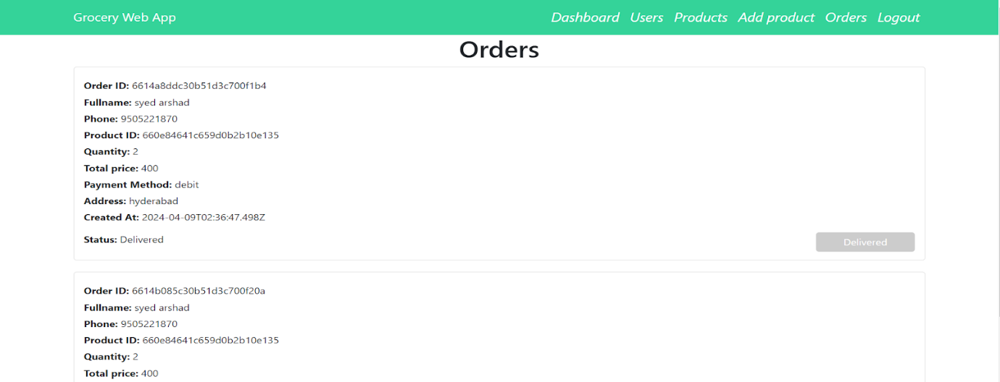 Grocery Web App Dashboard Users Products Add product Orders Logout
Orders
Order ID: 6614a8ddc30b51d3c700f1b4
Fullname: syed arshad
Phone: 9505221870
Product ID: 660e84641c659d0b2b10e135
Quantity: 2
Total price: 400
Payment Method: debit
Address: hyderabad
Created At: 2024-04-09T02:36:47.498Z
Status: Delivered Delivered
Order ID: 6614b085c30b51d3c700f20a
Fullname: syed arshad
Phone: 9505221870
Product ID: 660e84641c659d0b2b10e135
Quantity: 2
Total price: 400